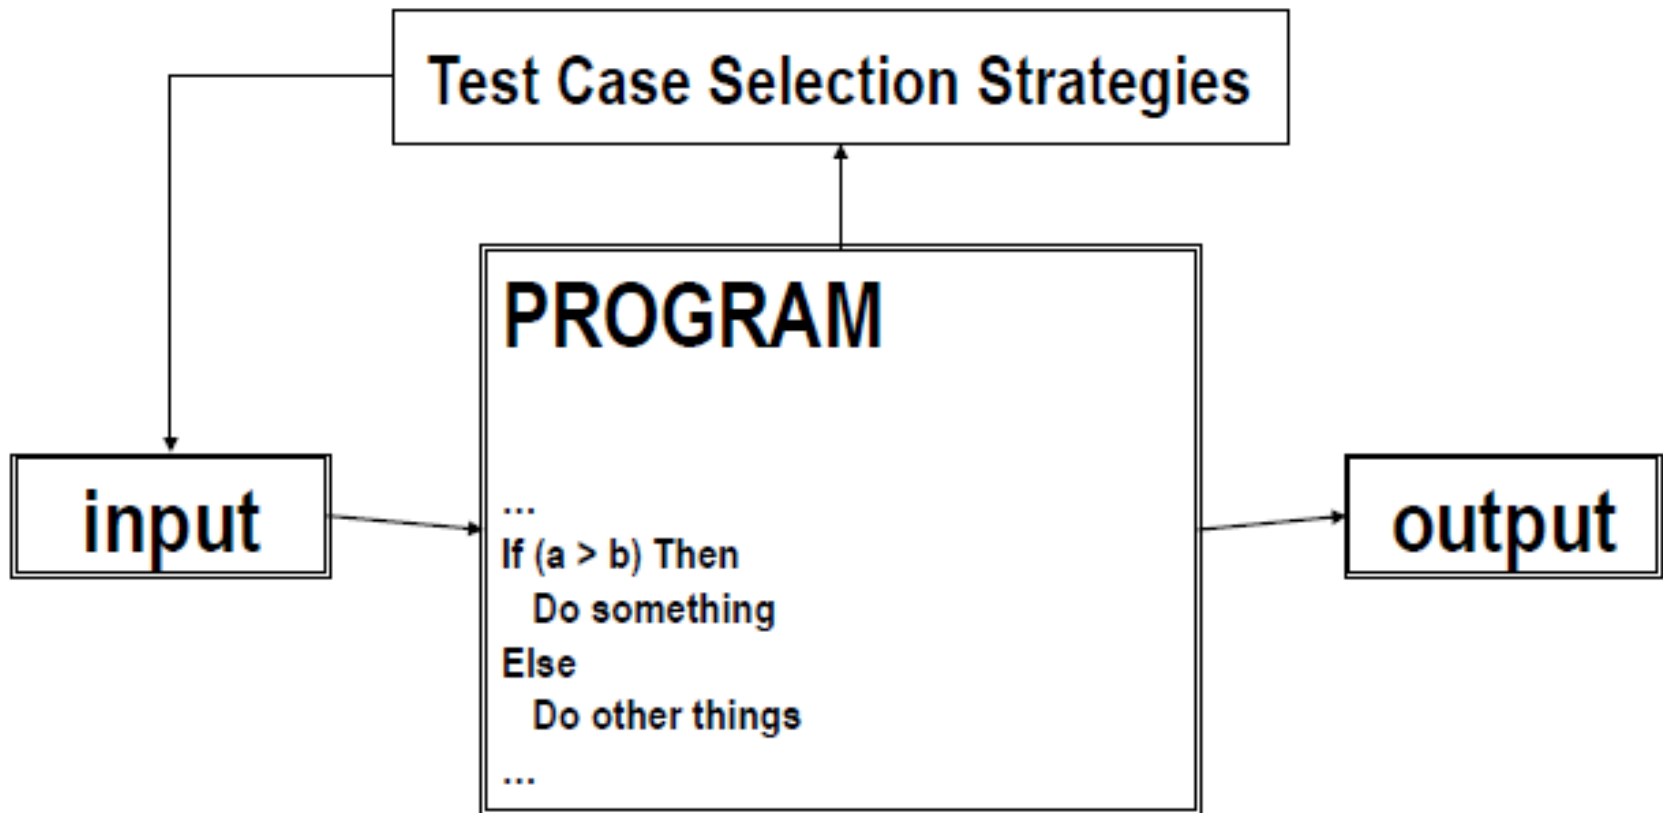 Test Case Selection Strategies
PROGRAM
...
If (a > b) Then
Do something
Else
Do other things
...
input
output